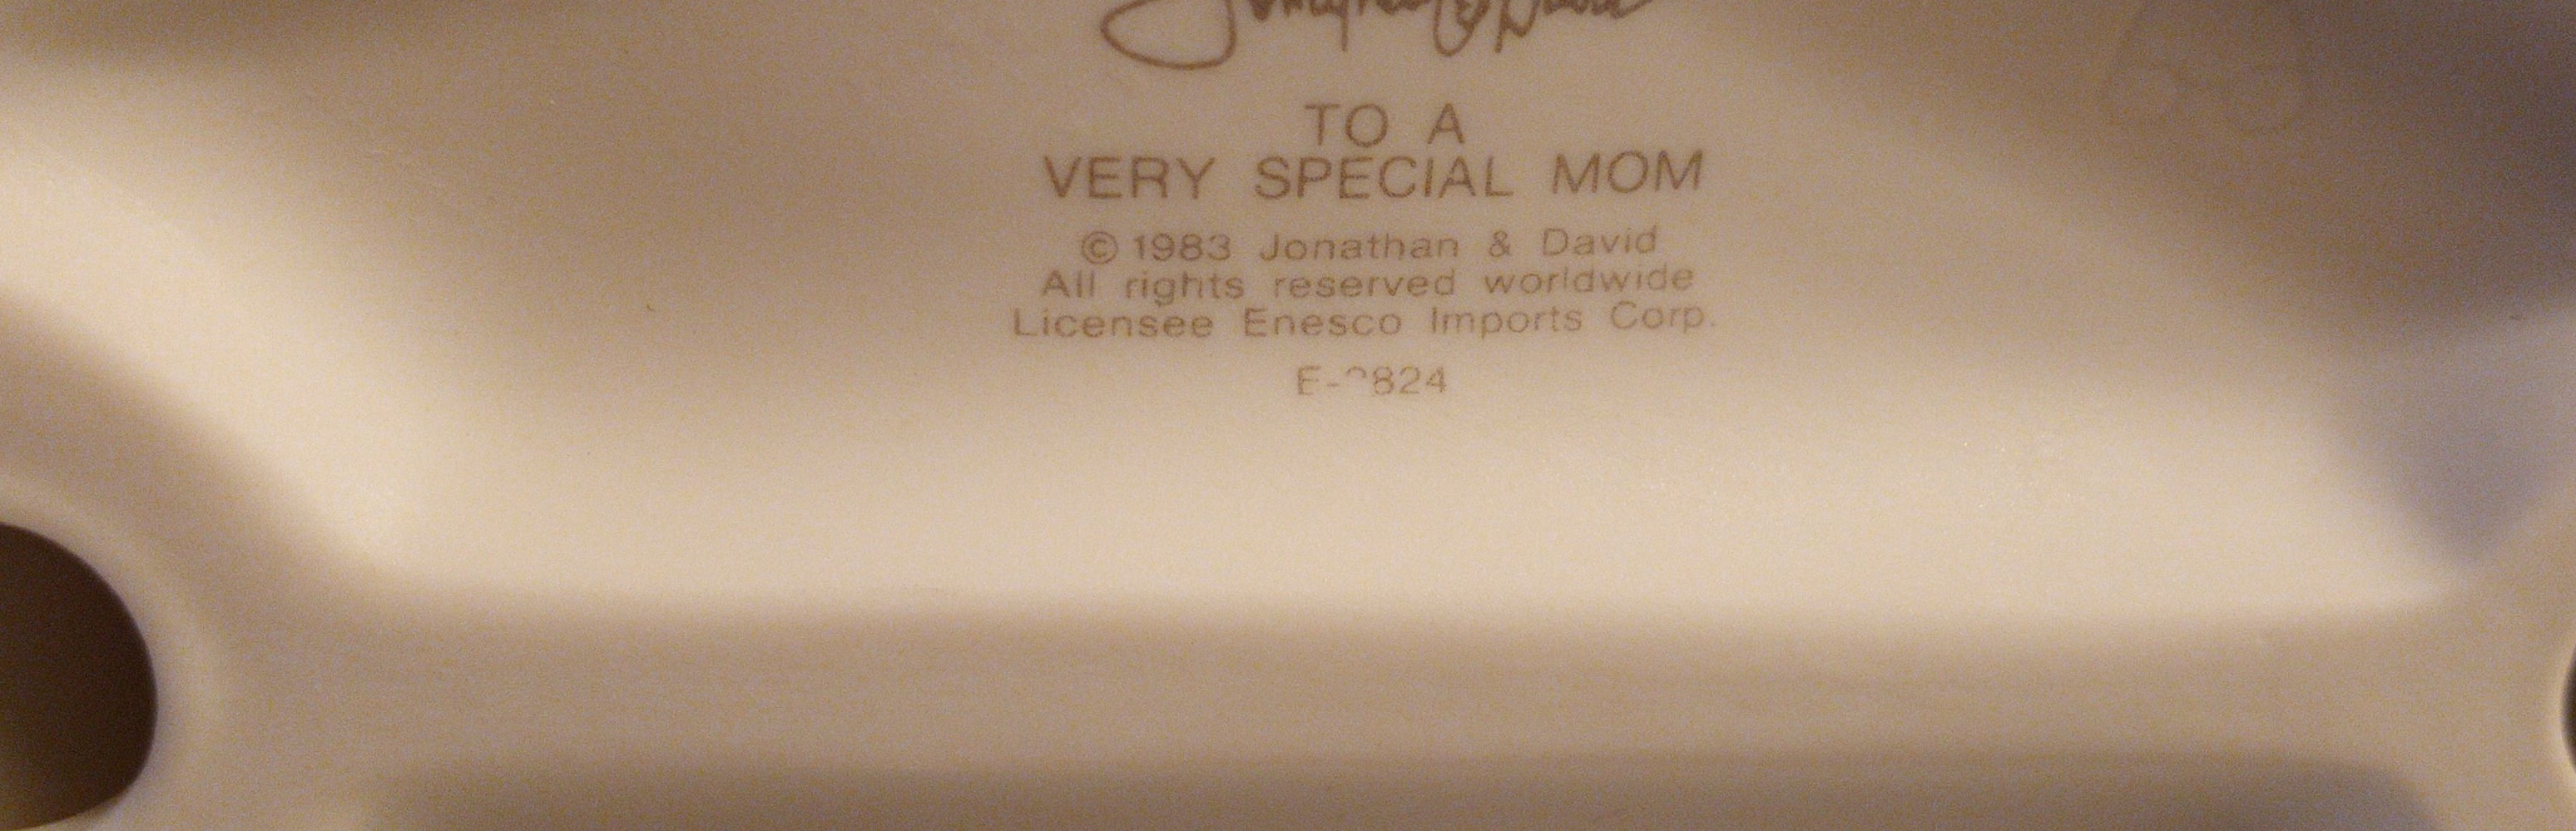 TO A
VERY SPECIAL MOM
© 1983 Jonathan & David
All rights reserved worldwide
Licensee Enesco Imports Corp.